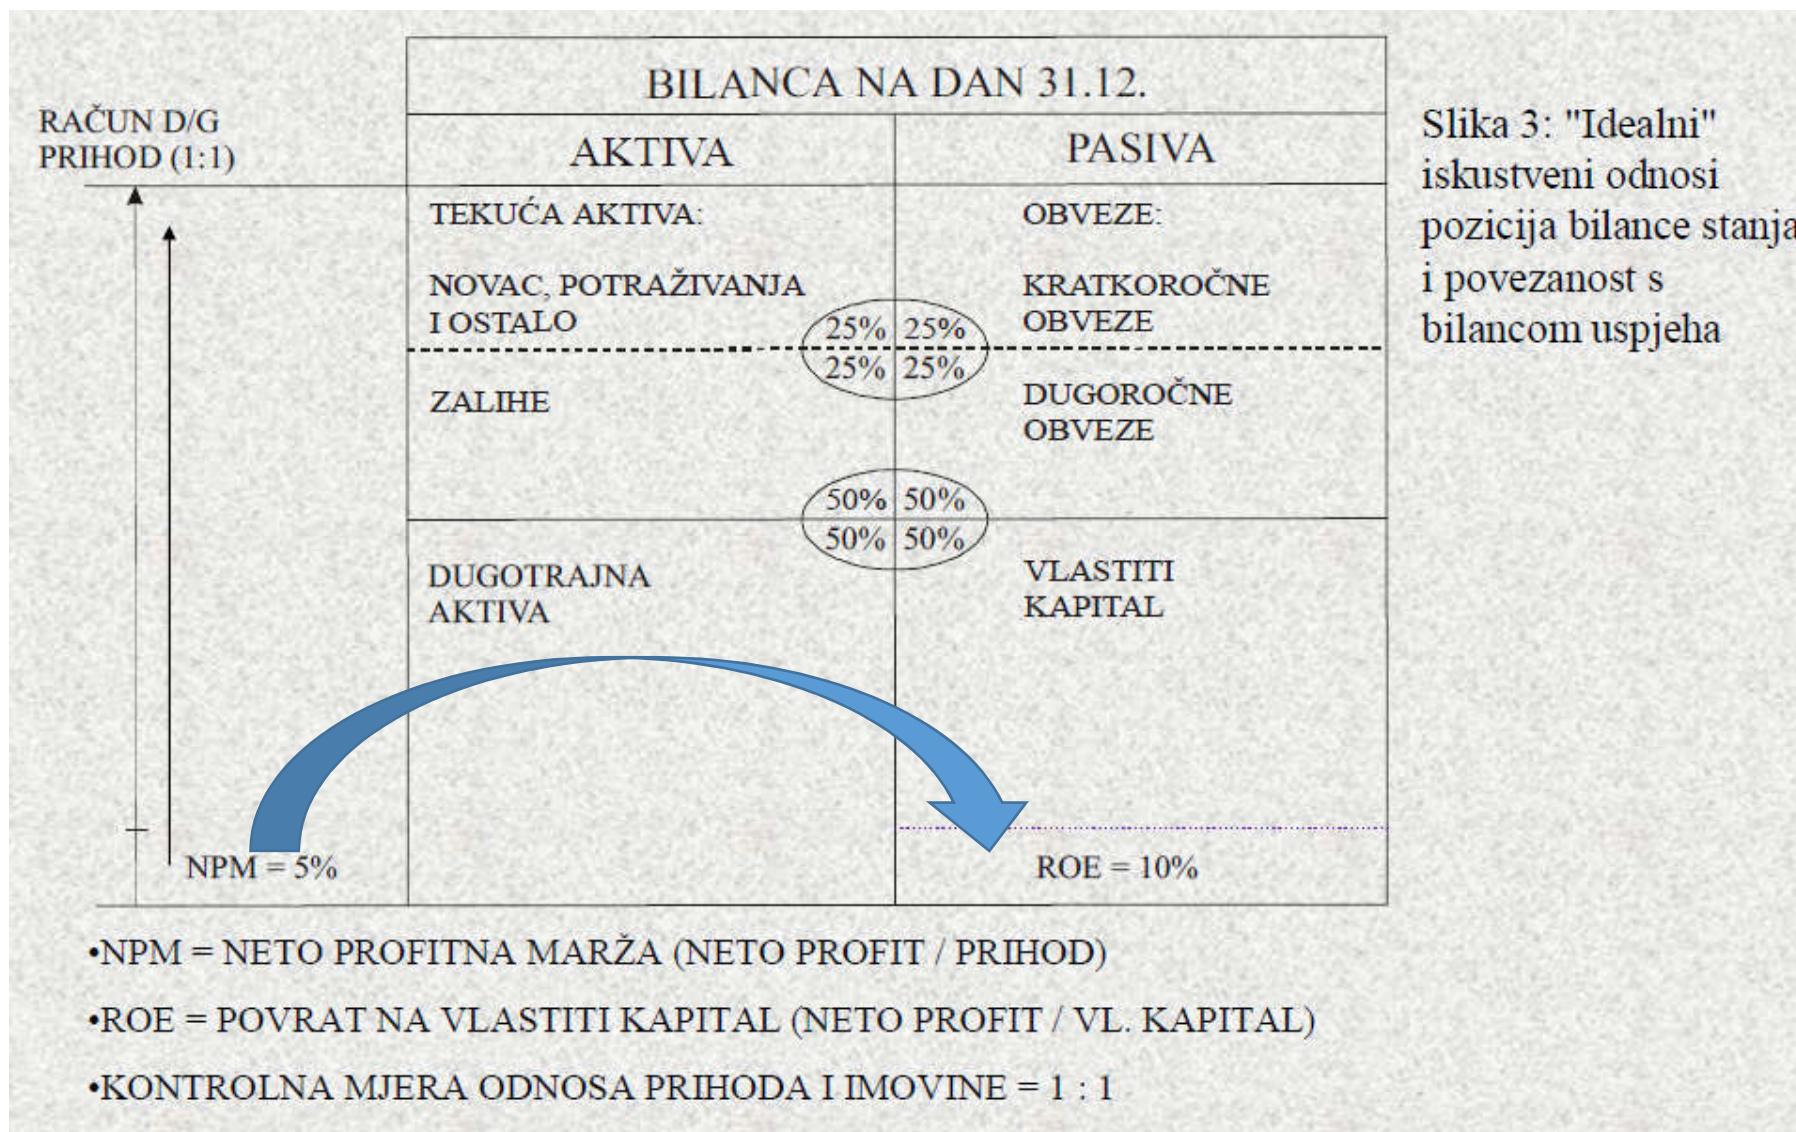 BILANCA NA DAN 31.12.
RAČUN D/G
PRIHOD (1:1)
AKTIVA
PASIVA
TEKUĆA AKTIVA:
NOVAC, POTRAŽIVANJA
I OSTALO
25%
25%
ZALIHE
50%
50%
DUGOTRAJNA
AKTIVA
OBVEZE:
KRATKOROČNE
OBVEZE
25%
25%
DUGOROČNE
OBVEZE
50%
50%
VLASTITI
KAPITAL
NPM = 5%
ROE = 10%
Slika 3: "Idealni"
iskustveni odnosi
pozicija bilance stanja
i povezanost s
bilancom uspjeha
•NPM = NETO PROFITNA MARŽA (NETO PROFIT / PRIHOD)
•ROE = POVRAT NA VLASTITI KAPITAL (NETO PROFIT / VL. KAPITAL)
•KONTROLNA MJERA ODNOSA PRIHODA I IMOVINE = 1 : 1